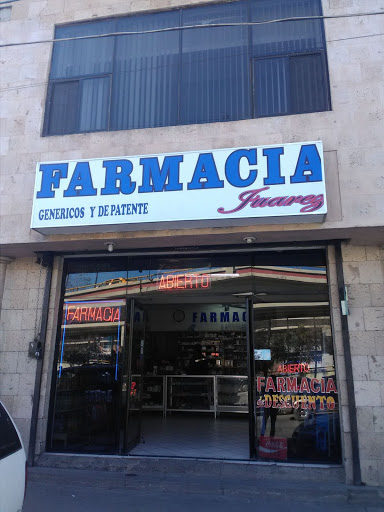 FARMACIA
GENERICOS Y DE PATENTE
Juarez
ABIERTO
FARMACIA
FARMAC
ABIERTO
FARMACIA
DESCUENTO